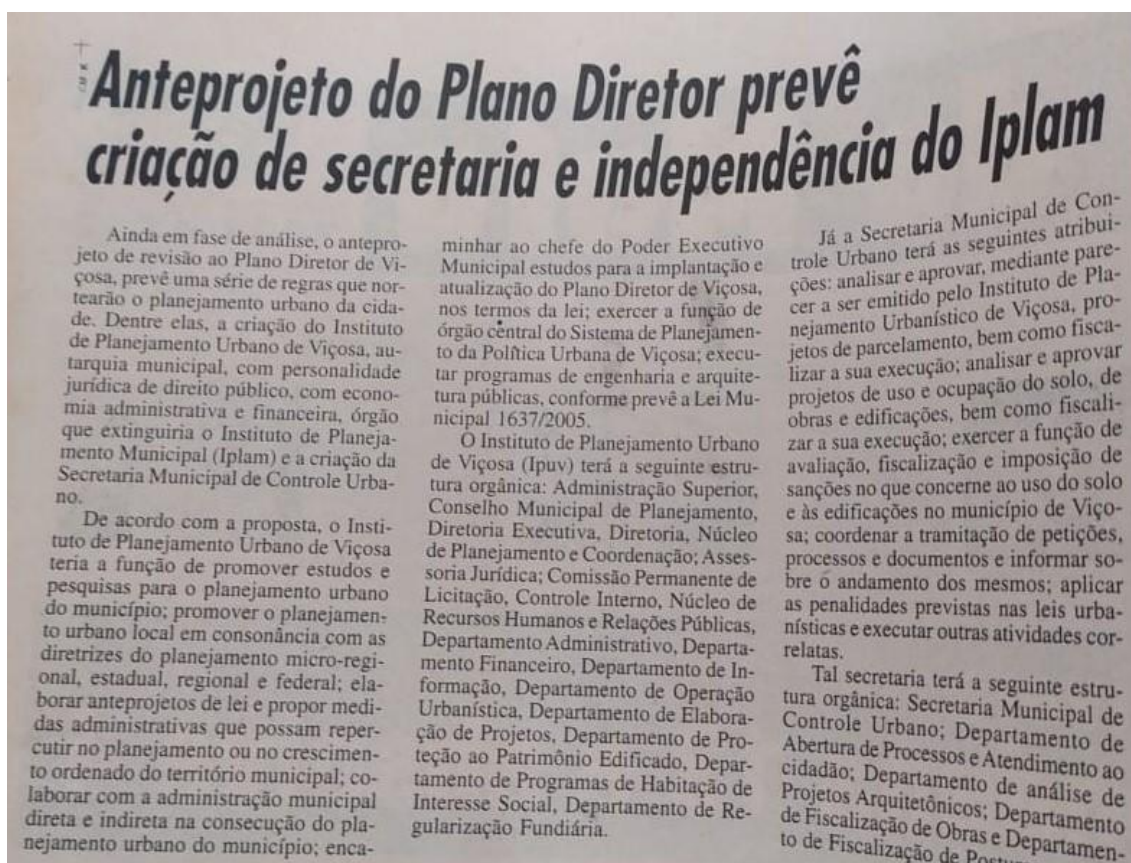 Anteprojeto do Plano Diretor prevê
criação de secretaria e independência do Iplam
Ainda em fase de análise, o antepro-
jeto de revisão ao Plano Diretor de Vi-
çosa, prevê uma série de regras que nor-
tearão o planejamento urbano da cida-
de. Dentre elas, a criação do Instituto
de Planejamento Urbano de Viçosa, au-
tarquia municipal, com personalidade
jurídica de direito público, com econo-
mia administrativa e financeira, órgão
que extinguiria o Instituto de Planeja-
mento Municipal (Iplam) e a criação da
Secretaria Municipal de Controle Urba-
no.
De acordo com a proposta, o Insti-
tuto de Planejamento Urbano de Viçosa
teria a função de promover estudos e
pesquisas para o planejamento urbano
do município; promover o planejamen-
to urbano local em consonância com as
diretrizes do planejamento micro-regi-
onal, estadual, regional e federal; ela-
borar anteprojetos de lei e propor medi-
das administrativas que possam reper-
cutir no planejamento ou no crescimen-
to ordenado do território municipal; co-
laborar com a administração municipal
direta e indireta na consecução do pla-
nejamento urbano do município; enca-
minhar ao chefe do Poder Executivo
Municipal estudos para a implantação e
atualização do Plano Diretor de Viçosa,
nos termos da lei; exercer a função de
órgão central do Sistema de Planejamen-
to da Política Urbana de Viçosa; execu-
tar programas de engenharia e arquite-
tura públicas, conforme prevê a Lei Mu-
nicipal 1637/2005.
O Instituto de Planejamento Urbano
de Viçosa (Ipuv) terá a seguinte estru-
tura orgânica: Administração Superior,
Conselho Municipal de Planejamento,
Diretoria Executiva, Diretoria, Núcleo
de Planejamento e Coordenação; Asses-
soria Jurídica; Comissão Permanente de
Licitação, Controle Interno, Núcleo de
Recursos Humanos e Relações Públicas,
Departamento Administrativo, Departa-
mento Financeiro, Departamento de In-
formação, Departamento de Operação
Urbanística, Departamento de Elabora-
ção de Projetos, Departamento de Pro-
teção ao Patrimônio Edificado, Depar-
tamento de Programas de Habitação de
Interesse Social, Departamento de Re-
gularização Fundiária.
Já a Secretaria Municipal de Con-
trole Urbano terá as seguintes atribui-
ções: analisar e aprovar, mediante pare-
cer a ser emitido pelo Instituto de Pla-
nejamento Urbanístico de Viçosa, pro-
jetos de parcelamento, bem como fisca-
lizar a sua execução; analisar e aprovar
projetos de uso e ocupação do solo, de
obras e edificações, bem como fiscali-
zar a sua execução; exercer a função de
avaliação, fiscalização e imposição de
sanções no que concerne ao uso do solo
e às edificações no município de Viço-
sa; coordenar a tramitação de petições,
processos e documentos e informar so-
bre o andamento dos mesmos; aplicar
as penalidades previstas nas leis urba-
nísticas e executar outras atividades cor-
relatas.
Tal secretaria terá a seguinte estru-
tura orgânica: Secretaria Municipal de
Controle Urbano; Departamento de
Abertura de Processos e Atendimento ao
cidadão; Departamento de análise de
Projetos Arquitetônicos; Departamento
de Fiscalização de Obras e Departamen-
to de Fiscalização de